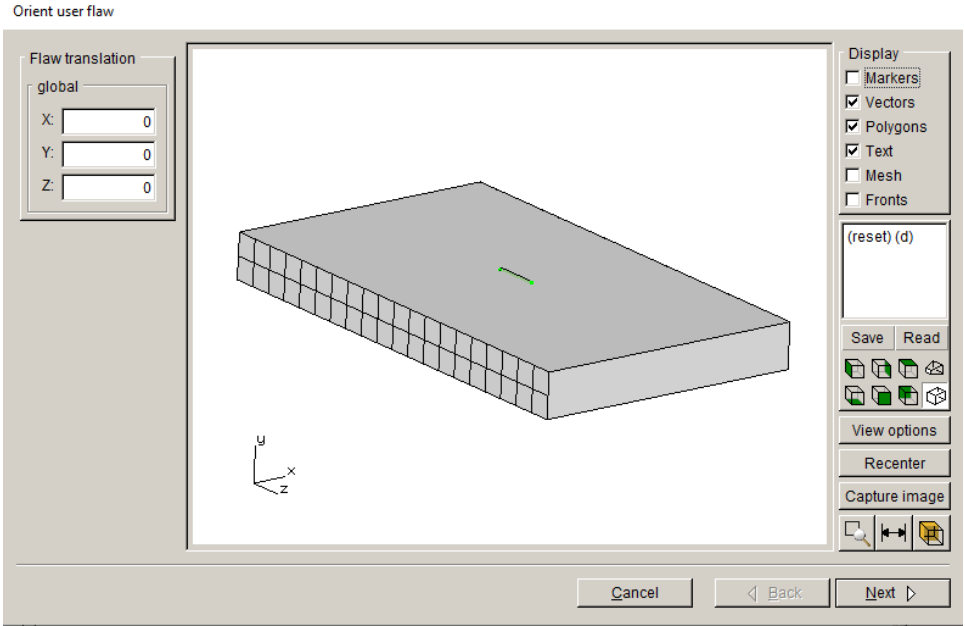 Orient user flaw
Flaw translation
global
X: 0
Y: 0
Z: 0
y
x
z
Display
Markers
Vectors
Polygons
Text
Mesh
Fronts
(reset) (d)
Save Read
View options
Recenter
Capture image
Cancel
Back
Next